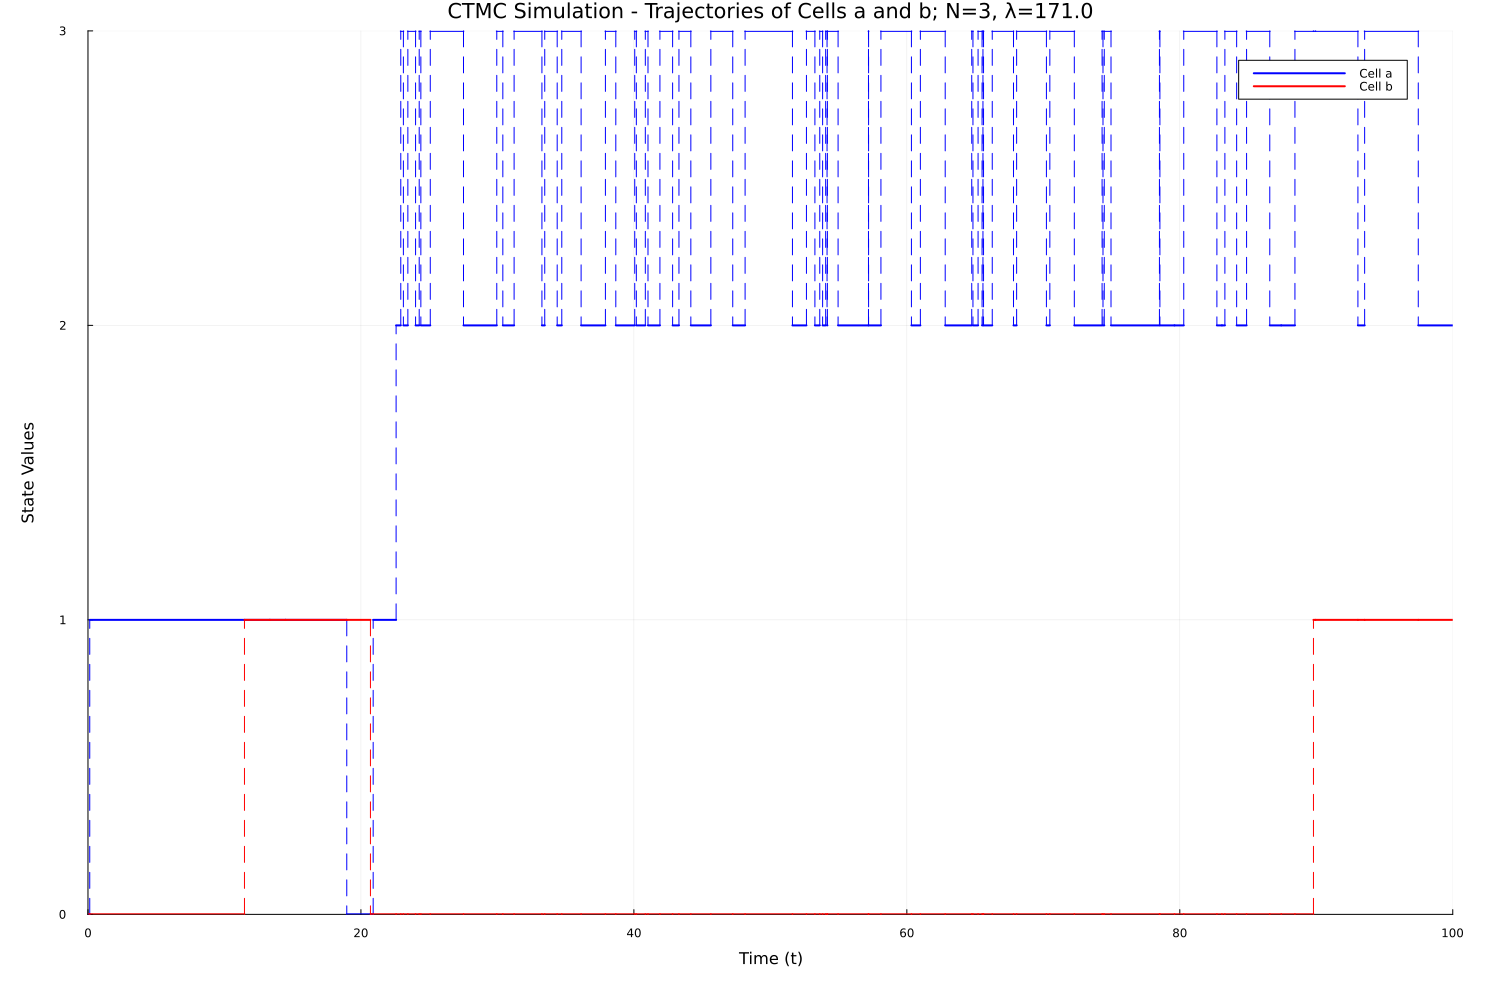 CTMC Simulation - Trajectories of Cells a and b; N=3, λ=171.0
3
Cell a
Cell b
2
State Values
1
0
0 20 40 60 80 100
Time (t)